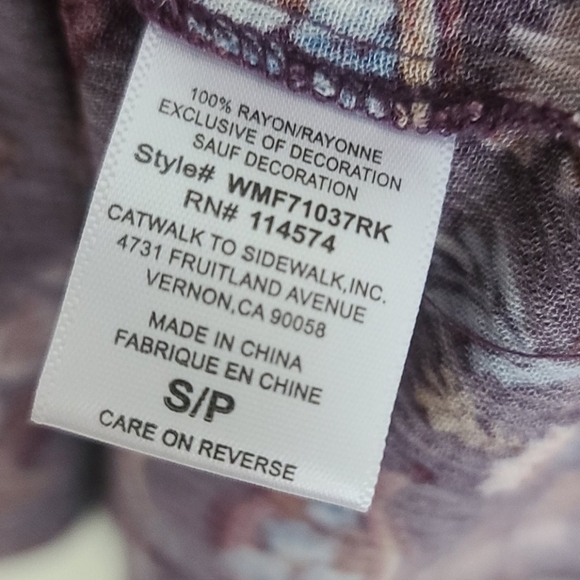 100% RAYON/RAYONNE
EXCLUSIVE OF DECORATION
SAUF DECORATION
Style# WMF71037RK
RN# 114574
CATWALK TO SIDEWALK,INC.
4731 FRUITLAND AVENUE
VERNON,CA 90058
MADE IN CHINA
FABRIQUE EN CHINE
S/P
CARE ON REVERSE